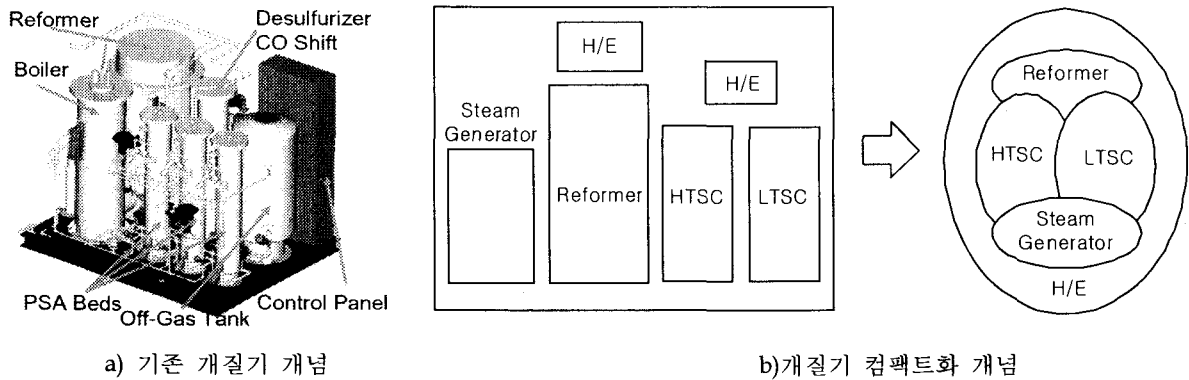 Reformer
Desulfurizer
CO Shift
Boiler
PSA Beds
Off-Gas Tank
Control Panel
a) 기존 개질기 개념
H/E
H/E
Steam
Generator
Reformer
HTSC
LTSC
Reformer
HTSC
LTSC
Steam
Generator
H/E
b)개질기 컴팩트화 개념